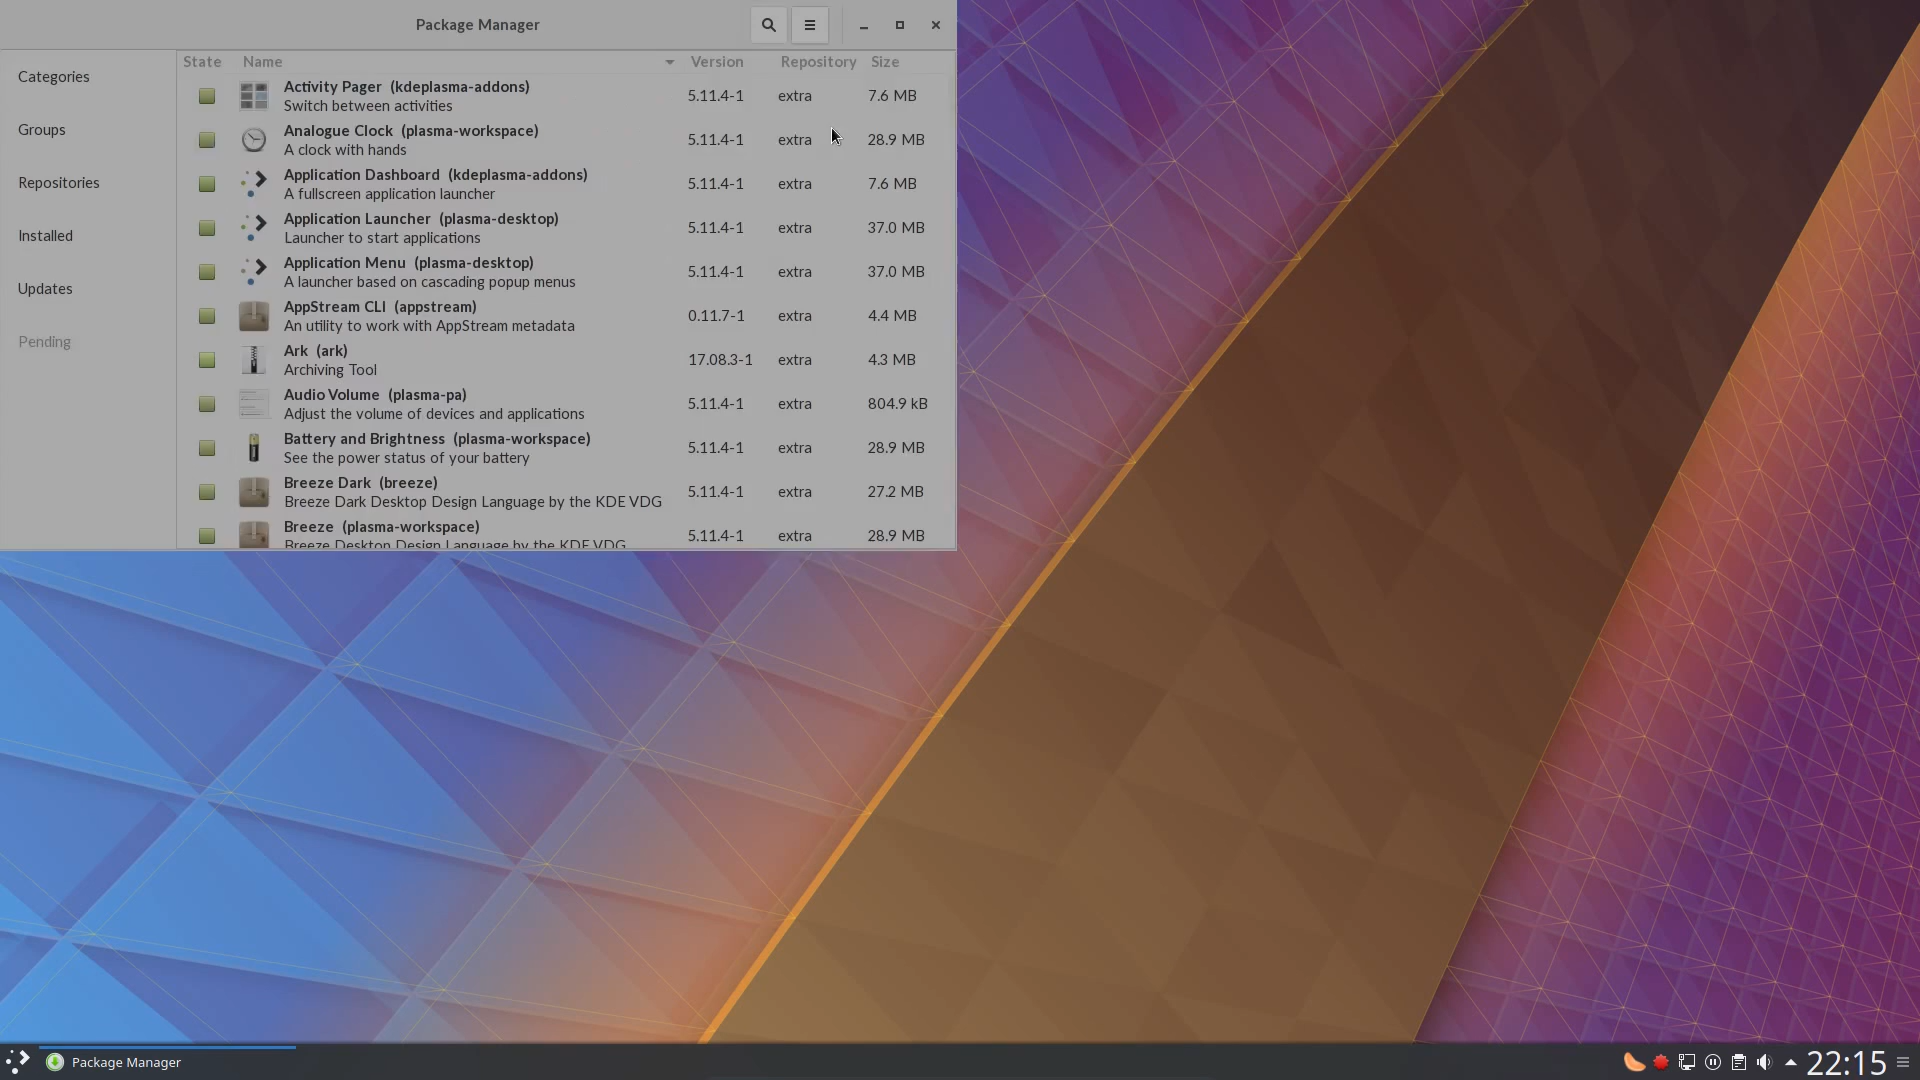 Package Manager
Categories
Groups
Repositories
Installed
Updates
Pending
State Name Version Repository Size
Activity Pager (kdeplasma-addons)
Switch between activities
5.11.4-1 extra 7.6 MB
Analogue Clock (plasma-workspace)
A clock with hands
5.11.4-1 extra 28.9 MB
Application Dashboard (kdeplasma-addons)
A fullscreen application launcher
5.11.4-1 extra 7.6 MB
Application Launcher (plasma-desktop)
Launcher to start applications
5.11.4-1 extra 37.0 MB
Application Menu (plasma-desktop)
A launcher based on cascading popup menus
5.11.4-1 extra 37.0 MB
AppStream CLI (appstream)
An utility to work with AppStream metadata
0.11.7-1 extra 4.4 MB
Ark (ark)
Archiving Tool
17.08.3-1 extra 4.3 MB
Audio Volume (plasma-pa)
Adjust the volume of devices and applications
5.11.4-1 extra 804.9 kB
Battery and Brightness (plasma-workspace)
See the power status of your battery
5.11.4-1 extra 28.9 MB
Breeze Dark (breeze)
Breeze Dark Desktop Design Language by the KDE VDG
5.11.4-1 extra 27.2 MB
Breeze (plasma-workspace)
Breeze Desktop Design Language by the KDE VDG
5.11.4-1 extra 28.9 MB
Package Manager
22:15